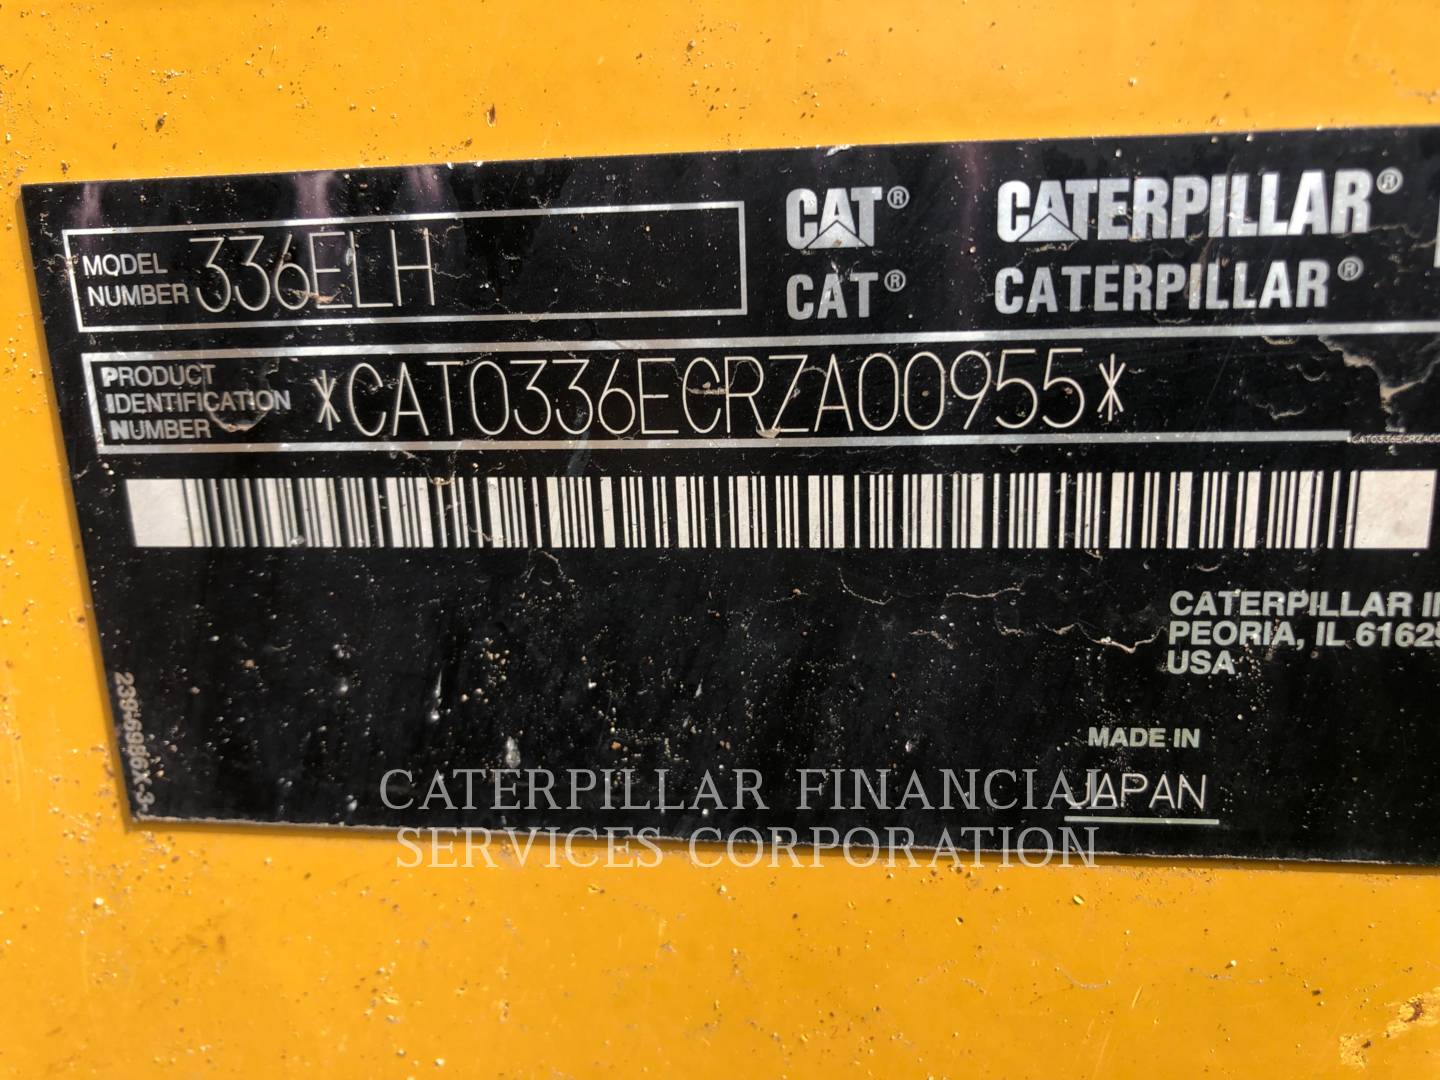 MODEL NUMBER 336ELH
CAT® CATERPILLAR®
CAT® CATERPILLAR®
PRODUCT IDENTIFICATION NUMBER *CAT0336ECRZA00955*
CATERPILLAR
PEORIA, IL 61629
USA
MADE IN
JAPAN
CATERPILLAR FINANCIAL
SERVICES CORPORATION